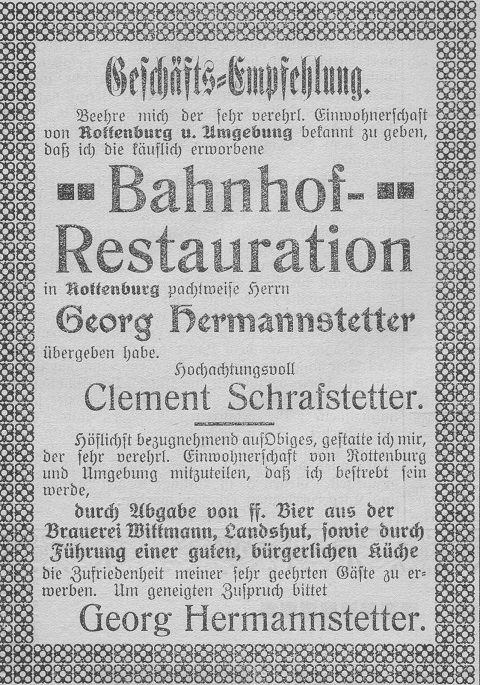 Geschäfts-Empfehlung.
Beehre mich der sehr verehrl. Einwohnerschaft
von Rottenburg u. Umgebung bekannt zu geben,
daß ich die käuflich erworbene
Bahnhof-
Restauration
in Rottenburg pachtweise Herrn
Georg Hermannstetter
übergeben habe.
Hochachtungsvoll
Clement Schrafstetter.
Höflichst bezugnehmend auf Obiges, gestatte ich mir,
der sehr verehrl. Einwohnerschaft von Rottenburg
und Umgebung mitzuteilen, daß ich bestrebt sein
werde,
durch Abgabe von ff. Bier aus der
Brauerei Wittmann, Landshut, sowie durch
Führung einer guten, bürgerlichen Küche
die Zufriedenheit meiner sehr geehrten Gäste zu er-
werben. Um geneigten Zuspruch bittet
Georg Hermannstetter.